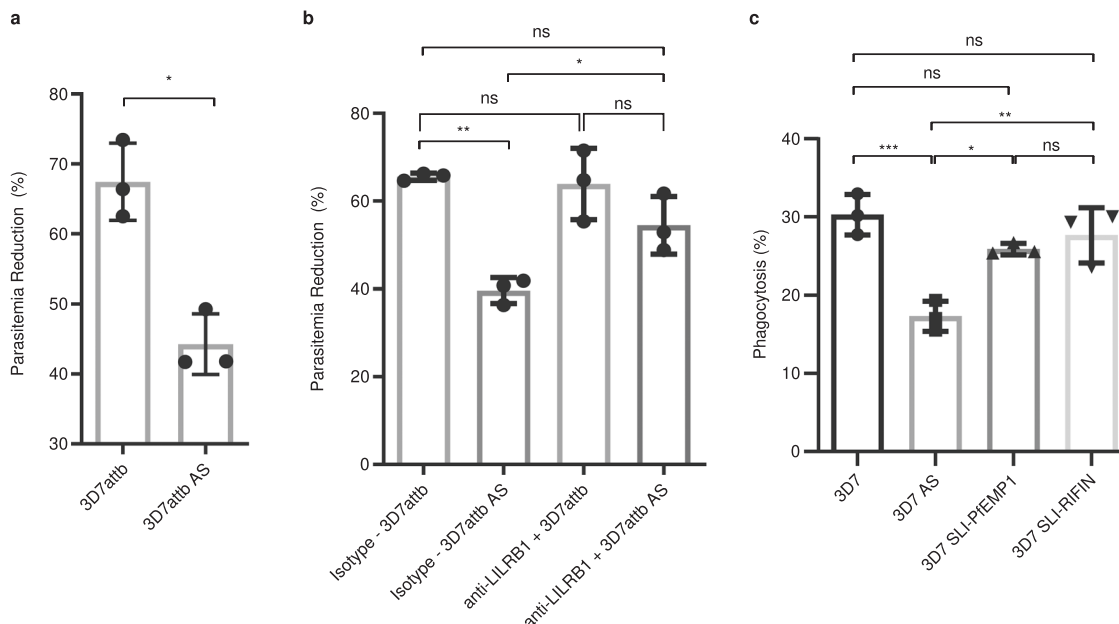 a
*
80
70
60
50
40
30
Parasitemia Reduction (%)
3D7attb
3D7attb AS
b
ns
*
ns
ns
**
80
60
40
20
0
Parasitemia Reduction (%)
Isotype - 3D7attb
Isotype - 3D7attb AS
anti-LILRB1 + 3D7attb
anti-LILRB1 + 3D7attb AS
c
ns
ns
**
***
*
ns
40
30
20
10
0
Phagocytosis (%)
3D7
3D7 AS
3D7 SLI-PfEMP1
3D7 SLI-RIFIN